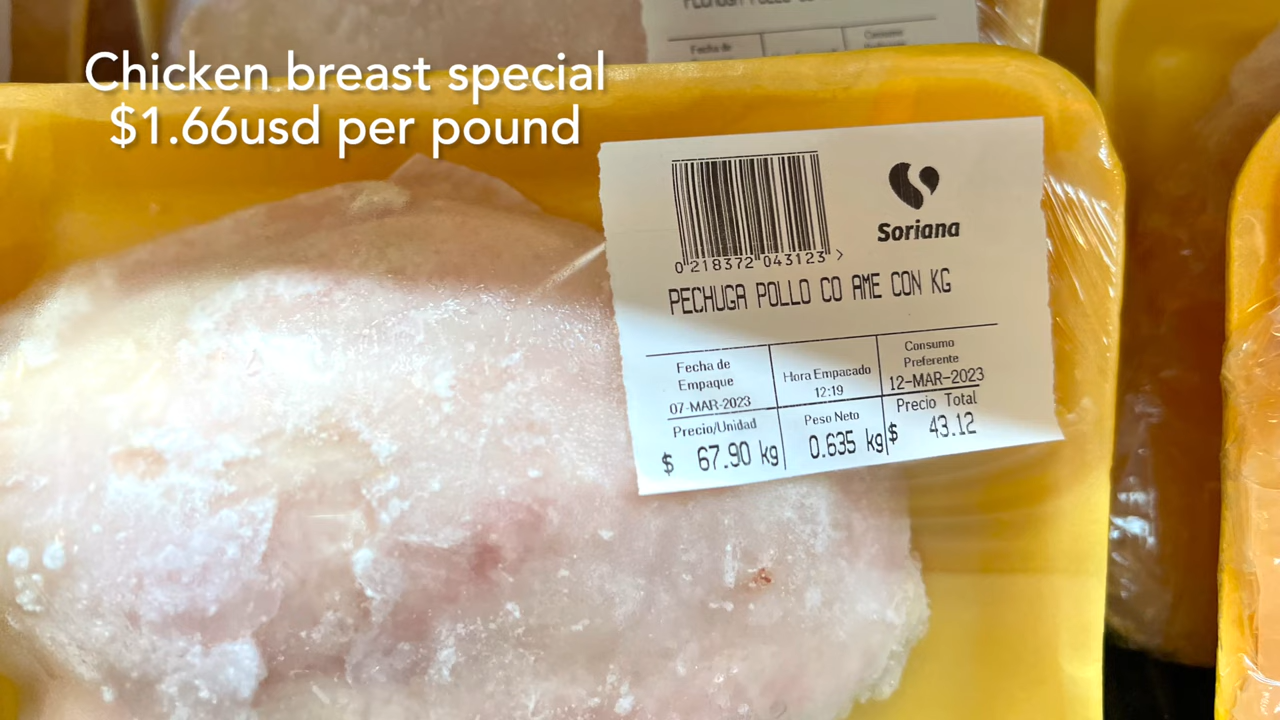 Chicken breast special
$1.66usd per pound
Fecha de
Soriana
0 218372 043123 >
PECHUGA POLLO CO AME CON KG
Fecha de
Empaque
07-MAR-2023
Hora Empacado
12:19
Consumo
Preferente
12-MAR-2023
Precio/Unidad
$ 67.90 kg
Peso Neto
0.635 kg
Precio Total
$ 43.12